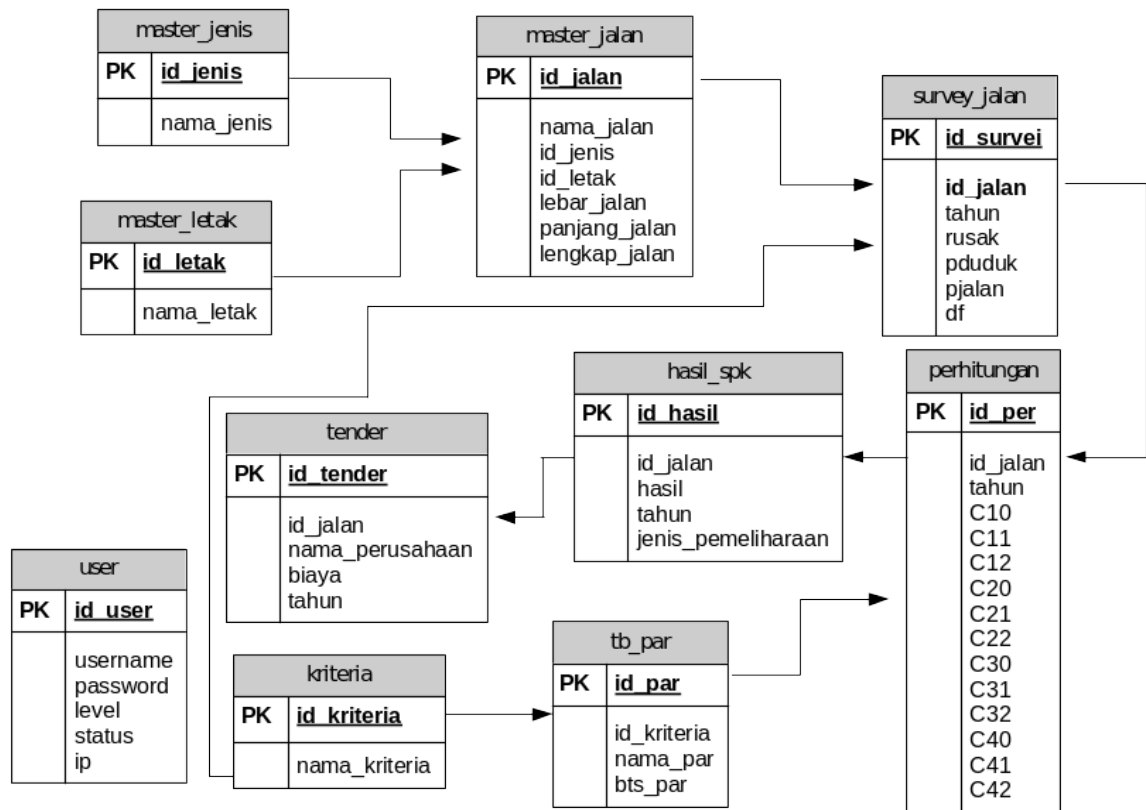 master_jenis
PK id_jenis
nama_jenis
master_letak
PK id_letak
nama_letak
master_jalan
PK id_jalan
nama_jalan
id_jenis
id_letak
lebar_jalan
panjang_jalan
lengkap_jalan
survey_jalan
PK id_survei
id_jalan
tahun
rusak
pduduk
pjalan
df
hasil_spk
PK id_hasil
id_jalan
hasil
tahun
jenis_pemeliharaan
perhitungan
PK id_per
id_jalan
tahun
C10
C11
C12
C20
C21
C22
C30
C31
C32
C40
C41
C42
tender
PK id_tender
id_jalan
nama_perusahaan
biaya
tahun
user
PK id_user
username
password
level
status
ip
kriteria
PK id_kriteria
nama_kriteria
tb_par
PK id_par
id_kriteria
nama_par
bts_par